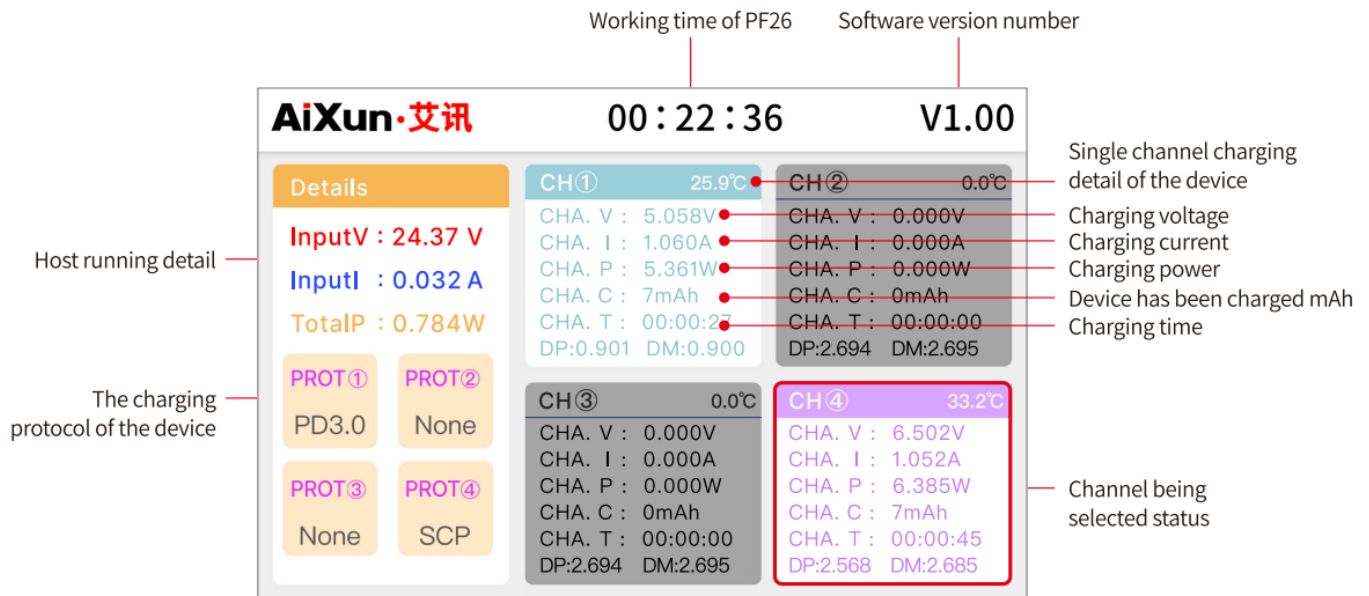 Working time of PF26
Software version number
AiXun·艾讯
00：22：36
V1.00
Host running detail
The charging
protocol of the device
Details
InputV：24.37 V
InputI ：0.032 A
TotalP：0.784W
PROT①
PD3.0
PROT②
None
PROT③
None
PROT④
SCP
CH① 25.9℃
CHA. V : 5.058V
CHA. I : 1.060A
CHA. P : 5.361W
CHA. C : 7mAh
CHA. T : 00:00:27
DP:0.901 DM:0.900
CH② 0.0℃
CHA. V : 0.000V
CHA. I : 0.000A
CHA. P : 0.000W
CHA. C : 0mAh
CHA. T : 00:00:00
DP:2.694 DM:2.695
CH③ 0.0℃
CHA. V : 0.000V
CHA. I : 0.000A
CHA. P : 0.000W
CHA. C : 0mAh
CHA. T : 00:00:00
DP:2.694 DM:2.695
CH④ 33.2℃
CHA. V : 6.502V
CHA. I : 1.052A
CHA. P : 6.385W
CHA. C : 7mAh
CHA. T : 00:00:45
DP:2.568 DM:2.685
Single channel charging
detail of the device
Charging voltage
Charging current
Charging power
Device has been charged mAh
Charging time
Channel being
selected status